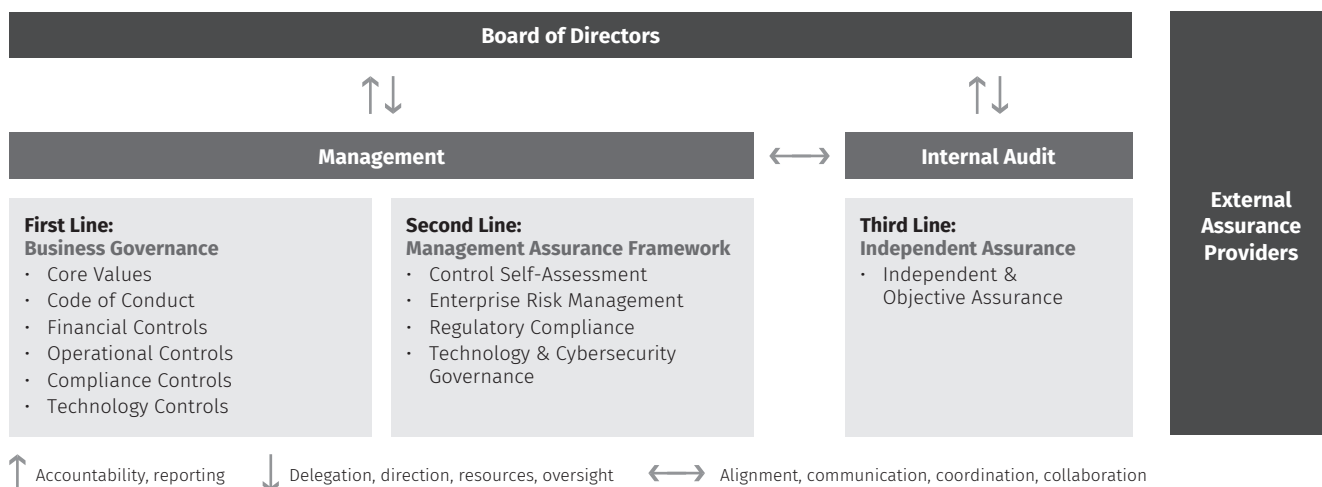 Board of Directors
Management
Internal Audit
External
Assurance
Providers
First Line:
Business Governance
· Core Values
· Code of Conduct
· Financial Controls
· Operational Controls
· Compliance Controls
· Technology Controls
Second Line:
Management Assurance Framework
· Control Self-Assessment
· Enterprise Risk Management
· Regulatory Compliance
· Technology & Cybersecurity
Governance
Third Line:
Independent Assurance
· Independent &
Objective Assurance
Accountability, reporting
Delegation, direction, resources, oversight
Alignment, communication, coordination, collaboration